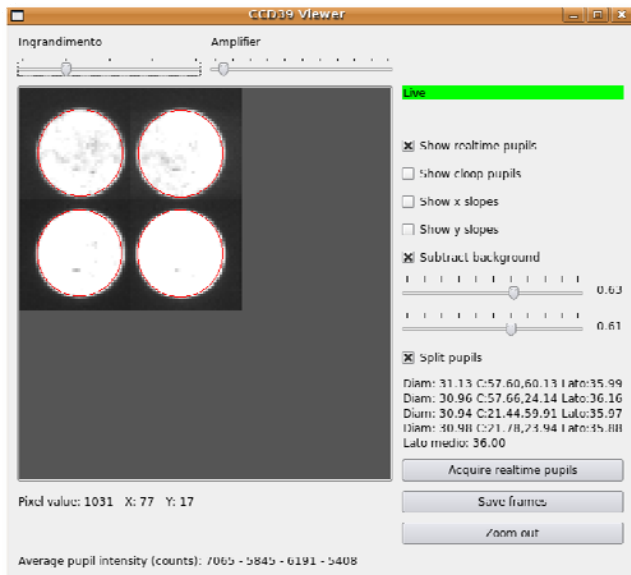 CCD39 Viewer
Ingrandimento
Amplifier
Live
Show realtime pupils
Show cloop pupils
Show x slopes
Show y slopes
Subtract background
0.63
0.61
Split pupils
Diam: 31.13 C:57.60,60.13 Lato:35.99
Diam: 30.96 C:57.66,24.14 Lato:36.16
Diam: 30.94 C:21.44,59.91 Lato:35.97
Diam: 30.98 C:21.78,23.94 Lato:35.88
Lato medio: 36.00
Acquire realtime pupils
Pixel value: 1031 X: 77 Y: 17
Save frames
Zoom out
Average pupil intensity (counts): 7065 - 5845 - 6191 - 5408